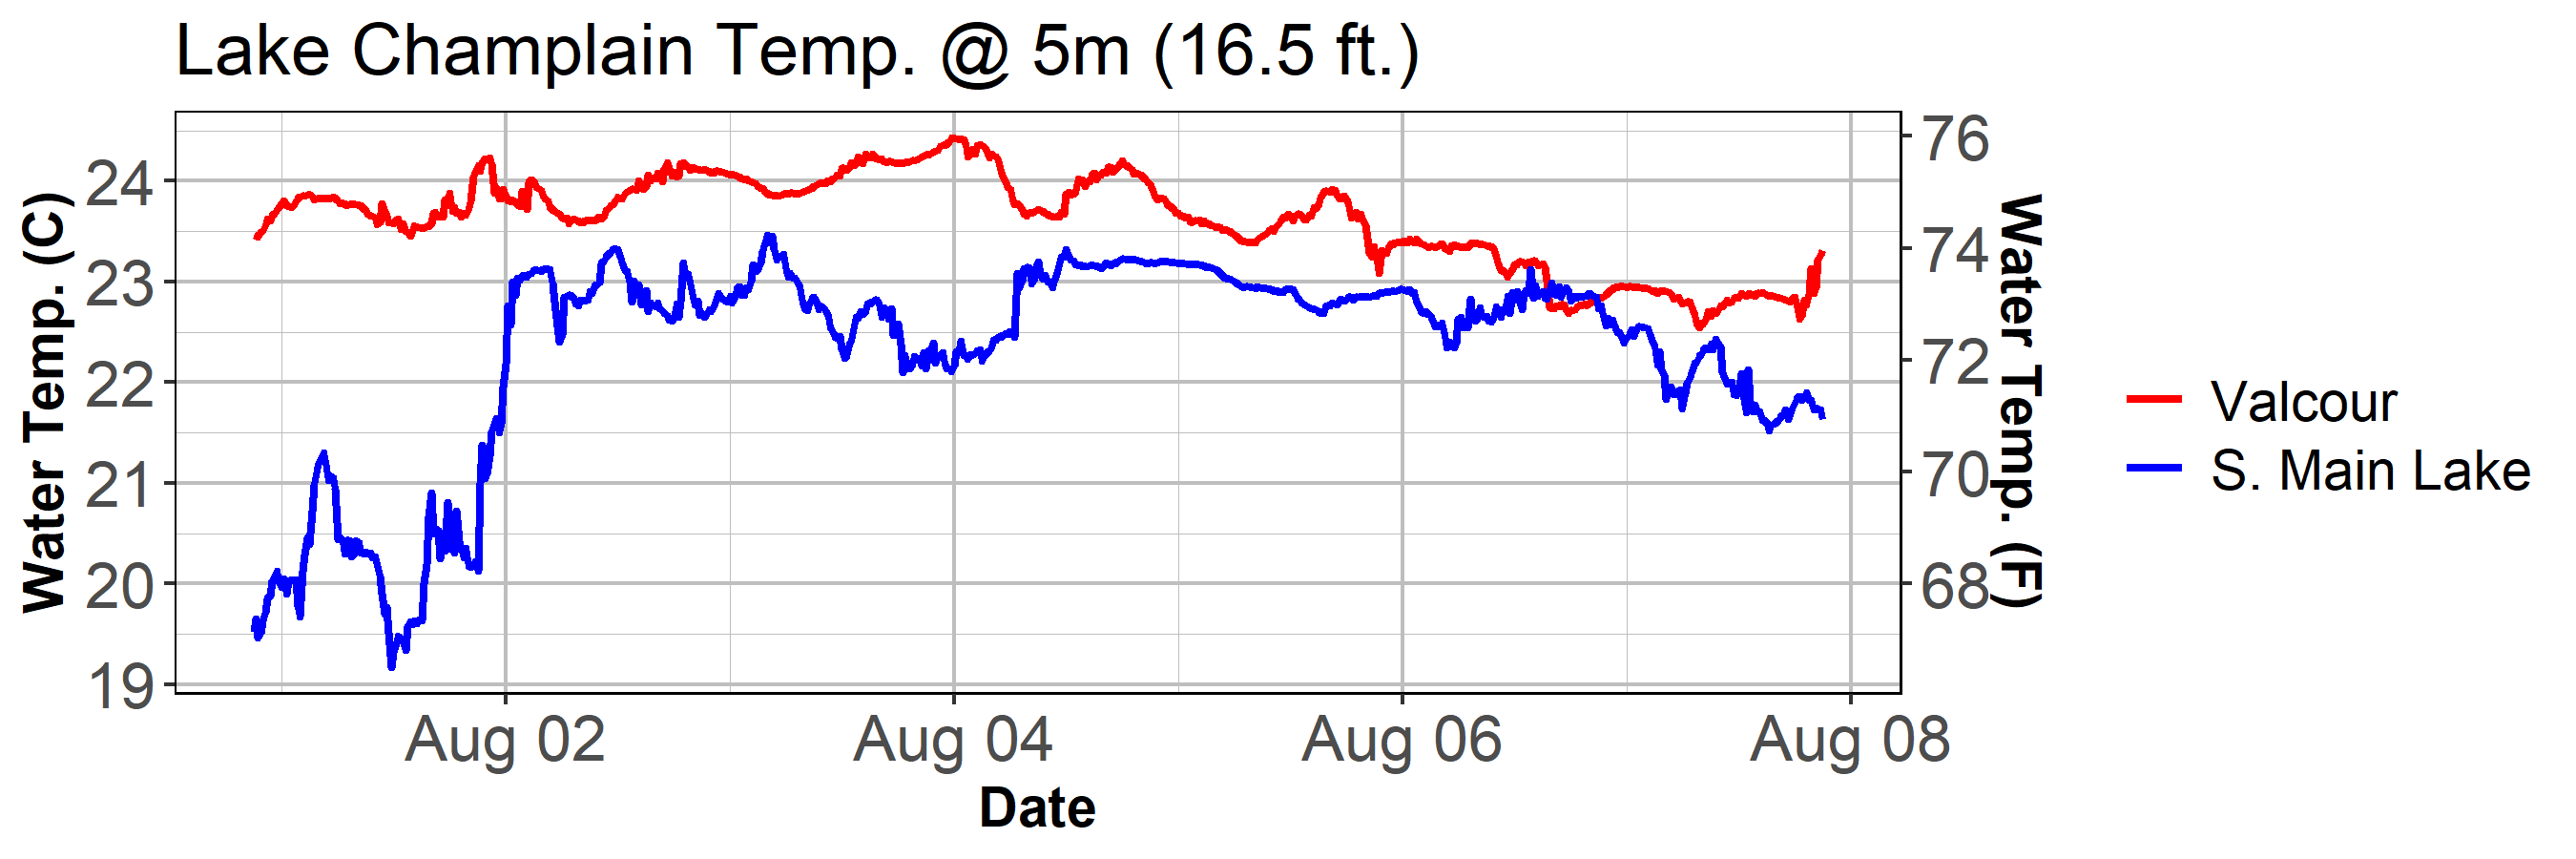 Lake Champlain Temp. @ 5m (16.5 ft.)
Water Temp. (C)
24
23
22
21
20
19
76
74
72
70
68
Water Temp. (F)
Aug 02
Aug 04
Aug 06
Aug 08
Date
Valcour
S. Main Lake